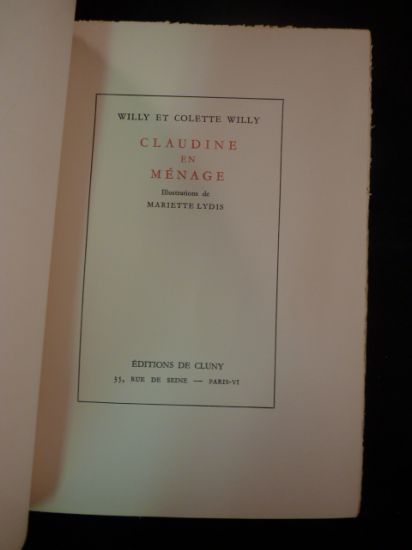 WILLY ET COLETTE WILLY
CLAUDINE
EN
MÉNAGE
Illustrations de
MARIETTE LYDIS
ÉDITIONS DE CLUNY
35, RUE DE SEINE — PARIS-VI